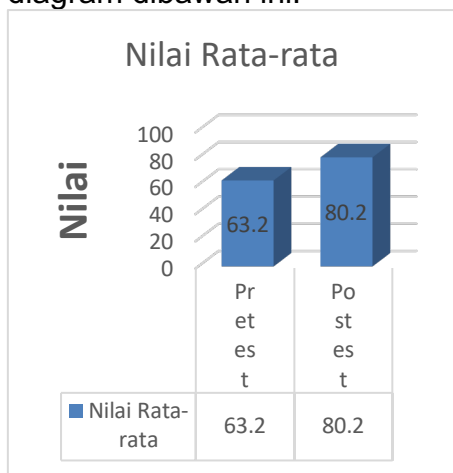 diagram dibawah ini.
Nilai Rata-rata
Nilai
100
80
60
40
20
0
63.2
80.2
Pr
et
es
t
Po
st
es
t
Nilai Rata-
rata
63.2
80.2